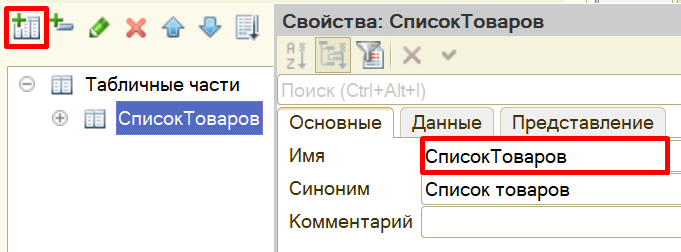 Свойства: СписокТоваров
Поиск (Ctrl+Alt+I)
Табличные части
СписокТоваров
Основные Данные Представление
Имя СписокТоваров
Синоним Список товаров
Комментарий